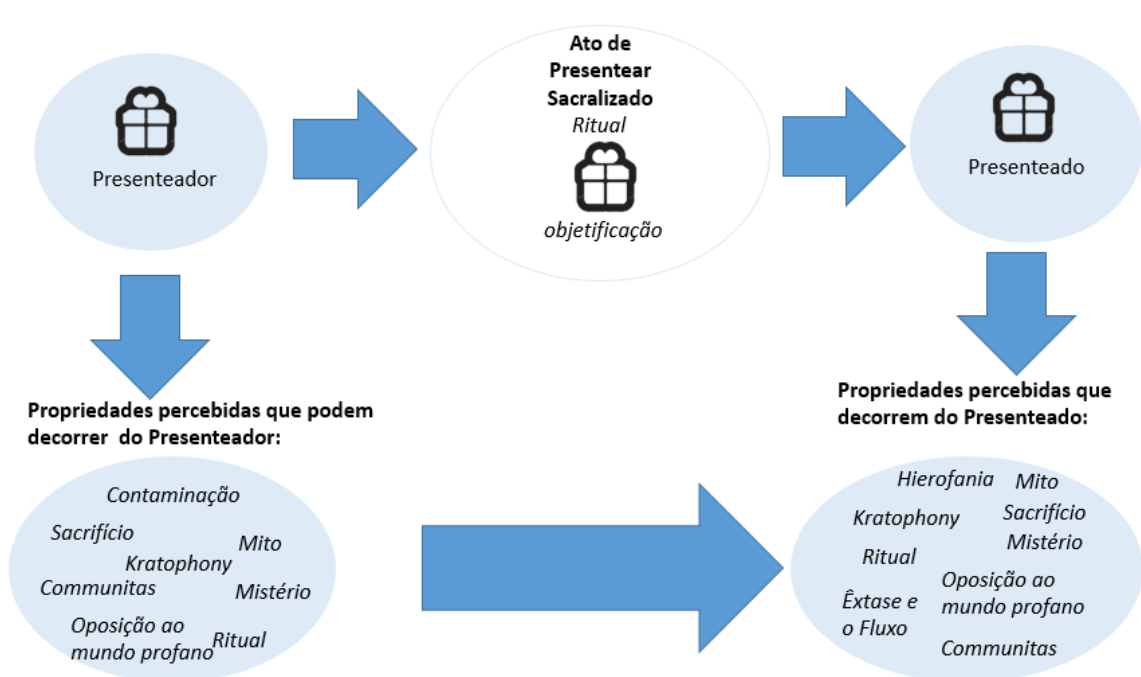 Presenteador
Ato de
Presentear
Sacralizado
Ritual
objetificação
Presenteado
Propriedades percebidas que podem
decorrer do Presenteador:
Contaminação
Sacrifício
Mito
Kratophony
Communitas
Mistério
Oposição ao
mundo profano
Ritual
Propriedades percebidas que
decorrem do Presenteado:
Hierofania
Mito
Kratophony
Sacrifício
Mistério
Ritual
Oposição ao
mundo profano
Êxtase e
o Fluxo
Communitas